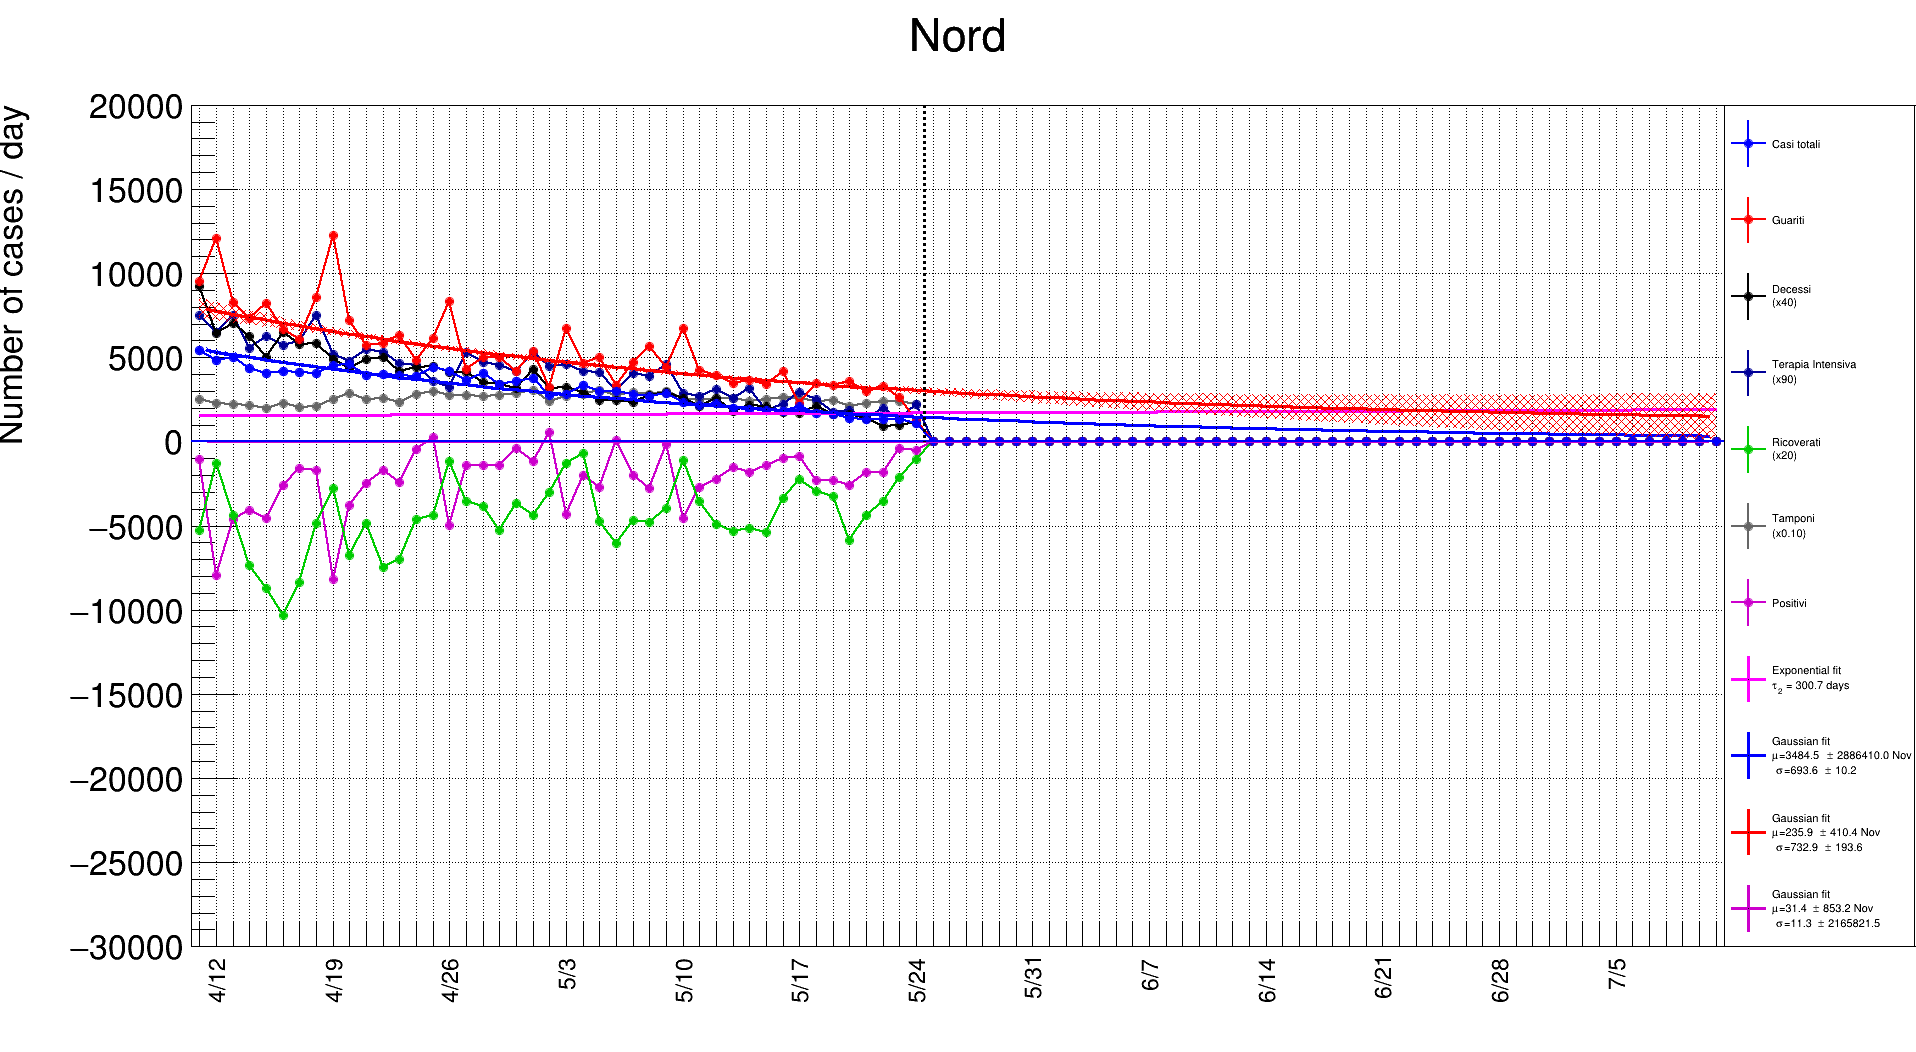 Nord
Number of cases / day
20000
15000
10000
5000
0
−5000
−10000
−15000
−20000
−25000
−30000
4/12
4/19
4/26
5/3
5/10
5/17
5/24
5/31
6/7
6/14
6/21
6/28
7/5
Casi totali
Guariti
Decessi
(x40)
Terapia Intensiva
(x90)
Ricoverati
(x20)
Tamponi
(x0.10)
Positivi
Exponential fit
τ2 = 300.7 days
Gaussian fit
μ=3484.5 ± 2886410.0 Nov
σ=693.6 ± 10.2
Gaussian fit
μ=235.9 ± 410.4 Nov
σ=732.9 ± 193.6
Gaussian fit
μ=31.4 ± 853.2 Nov
σ=11.3 ± 2165821.5